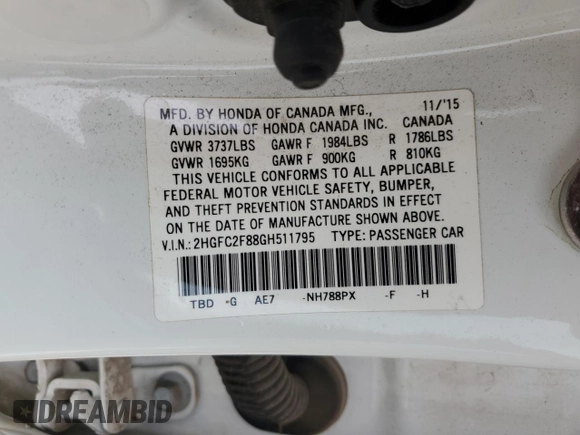 MFD. BY HONDA OF CANADA MFG., 11/'15
A DIVISION OF HONDA CANADA INC. CANADA
GVWR 3737LBS GAWR F 1984LBS R 1786LBS
GVWR 1695KG GAWR F 900KG R 810KG
THIS VEHICLE CONFORMS TO ALL APPLICABLE
FEDERAL MOTOR VEHICLE SAFETY, BUMPER,
AND THEFT PREVENTION STANDARDS IN EFFECT
ON THE DATE OF MANUFACTURE SHOWN ABOVE.
V.I.N.: 2HGFC2F88GH511795 TYPE: PASSENGER CAR
TBD -G AE7 -NH788PX -F -H
DREAMBID